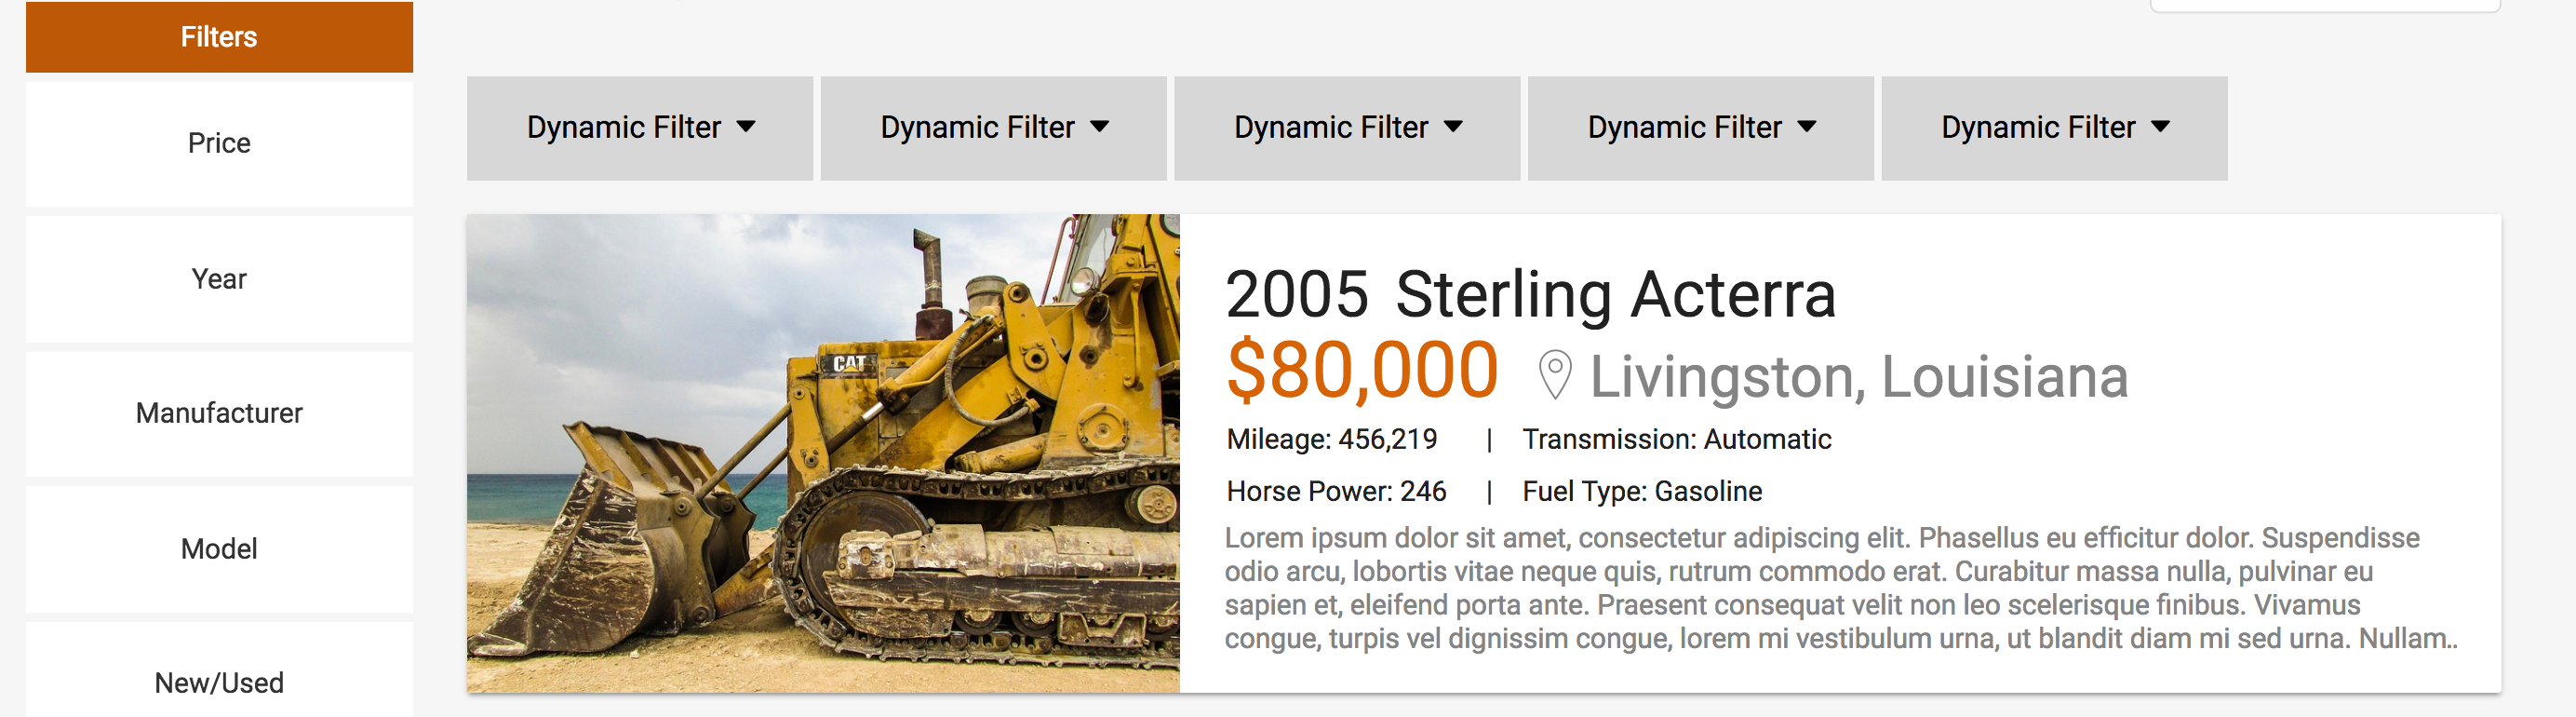 Filters
Price
Year
Manufacturer
Model
New/Used
Dynamic Filter
Dynamic Filter
Dynamic Filter
Dynamic Filter
Dynamic Filter
CAT
2005 Sterling Acterra
$80,000 Livingston, Louisiana
Mileage: 456,219 | Transmission: Automatic
Horse Power: 246 | Fuel Type: Gasoline
Lorem ipsum dolor sit amet, consectetur adipiscing elit. Phasellus eu efficitur dolor. Suspendisse
odio arcu, lobortis vitae neque quis, rutrum commodo erat. Curabitur massa nulla, pulvinar eu
sapien et, eleifend porta ante. Praesent consequat velit non leo scelerisque finibus. Vivamus
congue, turpis vel dignissim congue, lorem mi vestibulum urna, ut blandit diam mi sed urna. Nullam..